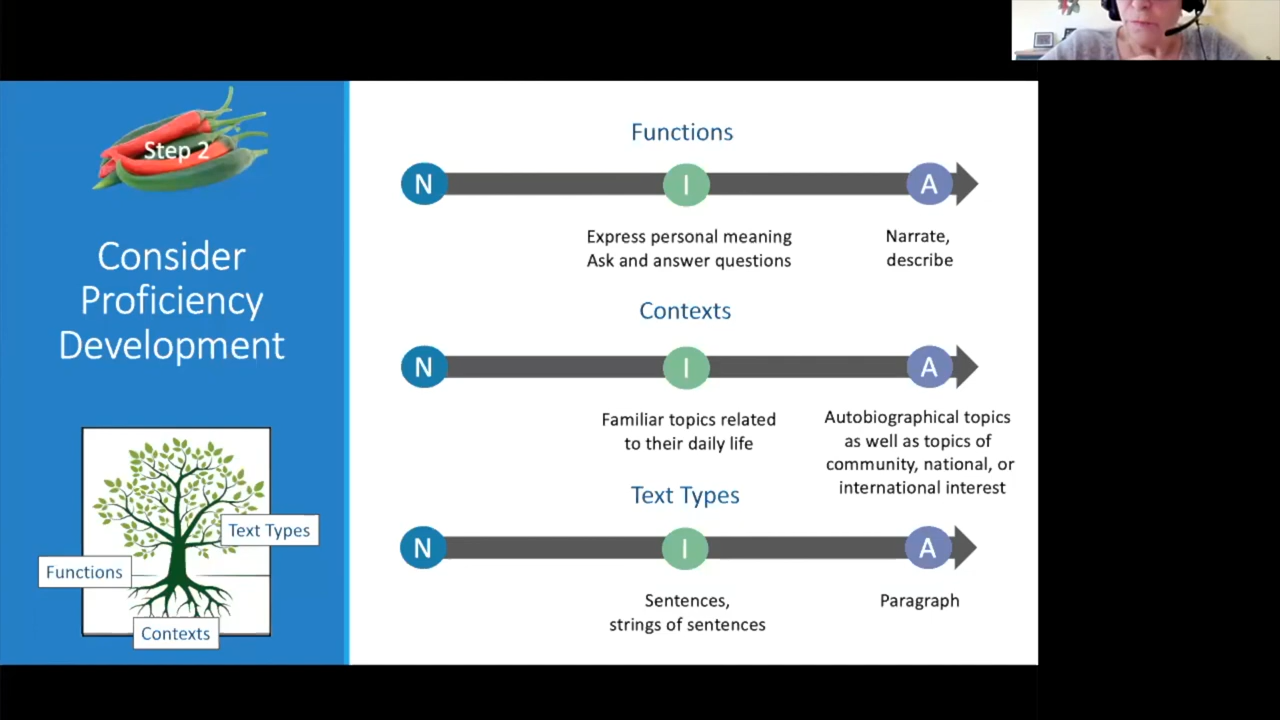 Step 2
Consider
Proficiency
Development
Text Types
Functions
Contexts
Functions
N
I
A
Express personal meaning
Ask and answer questions
Narrate,
describe
Contexts
N
I
A
Familiar topics related
to their daily life
Autobiographical topics
as well as topics of
community, national, or
international interest
Text Types
N
I
A
Sentences,
strings of sentences
Paragraph